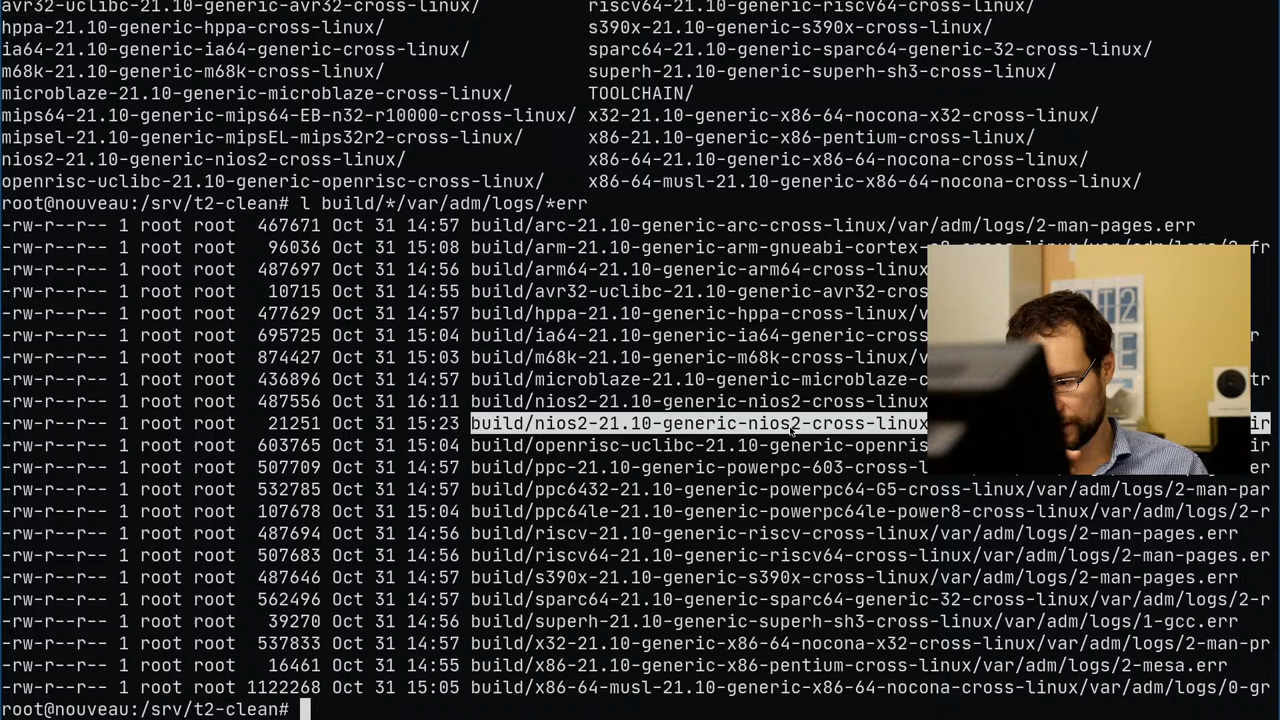 avr32-uclibc-21.10-generic-avr32-cross-linux/ riscv64-21.10-generic-riscv64-cross-linux/
hppa-21.10-generic-hppa-cross-linux/ s390x-21.10-generic-s390x-cross-linux/
ia64-21.10-generic-ia64-generic-cross-linux/ sparc64-21.10-generic-sparc64-generic-32-cross-linux/
m68k-21.10-generic-m68k-cross-linux/ superh-21.10-generic-superh-sh3-cross-linux/
microblaze-21.10-generic-microblaze-cross-linux/ TOOLCHAIN/
mips64-21.10-generic-mips64-EB-n32-r10000-cross-linux/ x32-21.10-generic-x86-64-nocona-x32-cross-linux/
mipsel-21.10-generic-mipsEL-mips32r2-cross-linux/ x86-21.10-generic-x86-pentium-cross-linux/
nios2-21.10-generic-nios2-cross-linux/ x86-64-21.10-generic-x86-64-nocona-cross-linux/
openrisc-uclibc-21.10-generic-openrisc-cross-linux/ x86-64-musl-21.10-generic-x86-64-nocona-cross-linux/
root@nouveau:/srv/t2-clean# l build/*/var/adm/logs/*err
-rw-r--r-- 1 root root 467671 Oct 31 14:57 build/arc-21.10-generic-arc-cross-linux/var/adm/logs/2-man-pages.err
-rw-r--r-- 1 root root 96036 Oct 31 15:08 build/arm-21.10-generic-arm-gnueabi-cortex-
-rw-r--r-- 1 root root 487697 Oct 31 14:56 build/arm64-21.10-generic-arm64-cross-linux
-rw-r--r-- 1 root root 10715 Oct 31 14:55 build/avr32-uclibc-21.10-generic-avr32-cros
-rw-r--r-- 1 root root 477629 Oct 31 14:57 build/hppa-21.10-generic-hppa-cross-linux/v
-rw-r--r-- 1 root root 695725 Oct 31 15:04 build/ia64-21.10-generic-ia64-generic-cross
-rw-r--r-- 1 root root 874427 Oct 31 15:03 build/m68k-21.10-generic-m68k-cross-linux/v
-rw-r--r-- 1 root root 436896 Oct 31 14:57 build/microblaze-21.10-generic-microblaze-c tr
-rw-r--r-- 1 root root 487556 Oct 31 16:11 build/nios2-21.10-generic-nios2-cross-linux
-rw-r--r-- 1 root root 21251 Oct 31 15:23 build/nios2-21.10-generic-nios2-cross-linux ir
-rw-r--r-- 1 root root 603765 Oct 31 15:04 build/openrisc-uclibc-21.10-generic-openris ir
-rw-r--r-- 1 root root 507709 Oct 31 14:57 build/ppc-21.10-generic-powerpc-603-cross-l er
-rw-r--r-- 1 root root 532785 Oct 31 14:57 build/ppc6432-21.10-generic-powerpc64-G5-cross-linux/var/adm/logs/2-man-pa
-rw-r--r-- 1 root root 107678 Oct 31 15:04 build/ppc64le-21.10-generic-powerpc64le-power8-cross-linux/var/adm/logs/2-r
-rw-r--r-- 1 root root 487694 Oct 31 14:56 build/riscv-21.10-generic-riscv-cross-linux/var/adm/logs/2-man-pages.err
-rw-r--r-- 1 root root 507683 Oct 31 14:57 build/riscv64-21.10-generic-riscv64-cross-linux/var/adm/logs/2-man-pages.er
-rw-r--r-- 1 root root 487646 Oct 31 14:56 build/s390x-21.10-generic-s390x-cross-linux/var/adm/logs/2-man-pages.err
-rw-r--r-- 1 root root 562496 Oct 31 14:57 build/sparc64-21.10-generic-sparc64-generic-32-cross-linux/var/adm/logs/2-r
-rw-r--r-- 1 root root 39270 Oct 31 14:56 build/superh-21.10-generic-superh-sh3-cross-linux/var/adm/logs/1-gcc.err
-rw-r--r-- 1 root root 537833 Oct 31 14:57 build/x32-21.10-generic-x86-64-nocona-x32-cross-linux/var/adm/logs/2-man-pr
-rw-r--r-- 1 root root 16461 Oct 31 14:55 build/x86-21.10-generic-x86-pentium-cross-linux/var/adm/logs/2-mesa.err
-rw-r--r-- 1 root root 1122268 Oct 31 15:05 build/x86-64-musl-21.10-generic-x86-64-nocona-cross-linux/var/adm/logs/0-gr
root@nouveau:/srv/t2-clean#